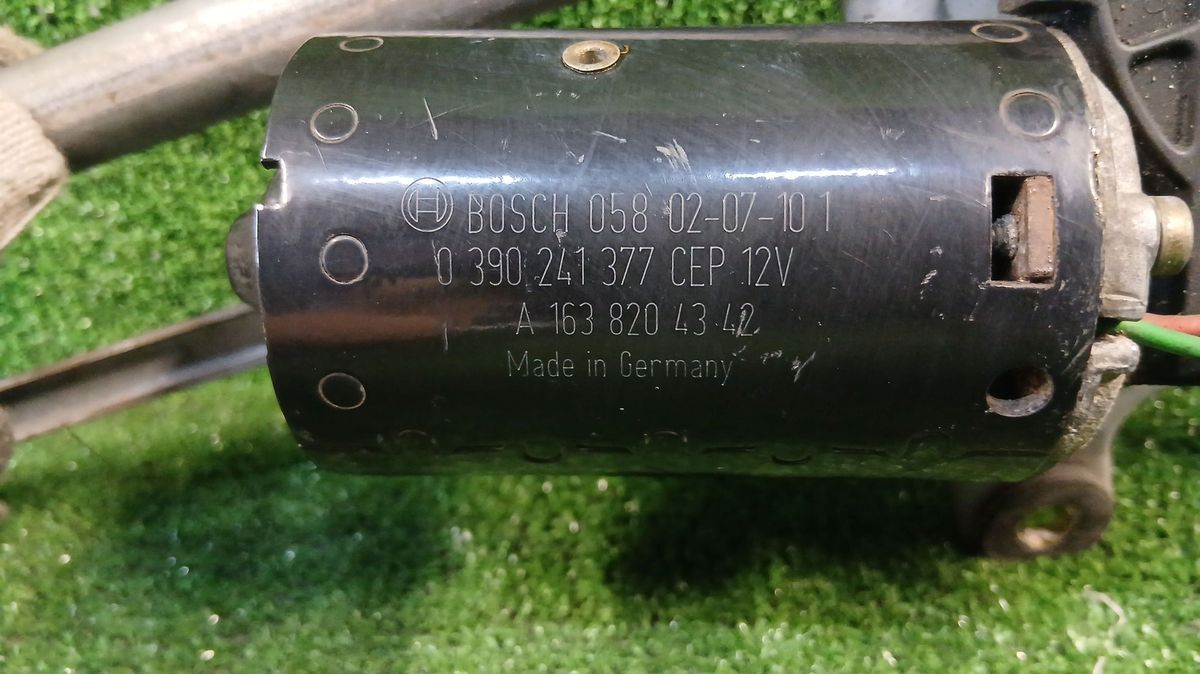 BOSCH 058 02-07-10 1
0 390 241 377 CEP 12V
A 163 820 43 42
Made in Germany